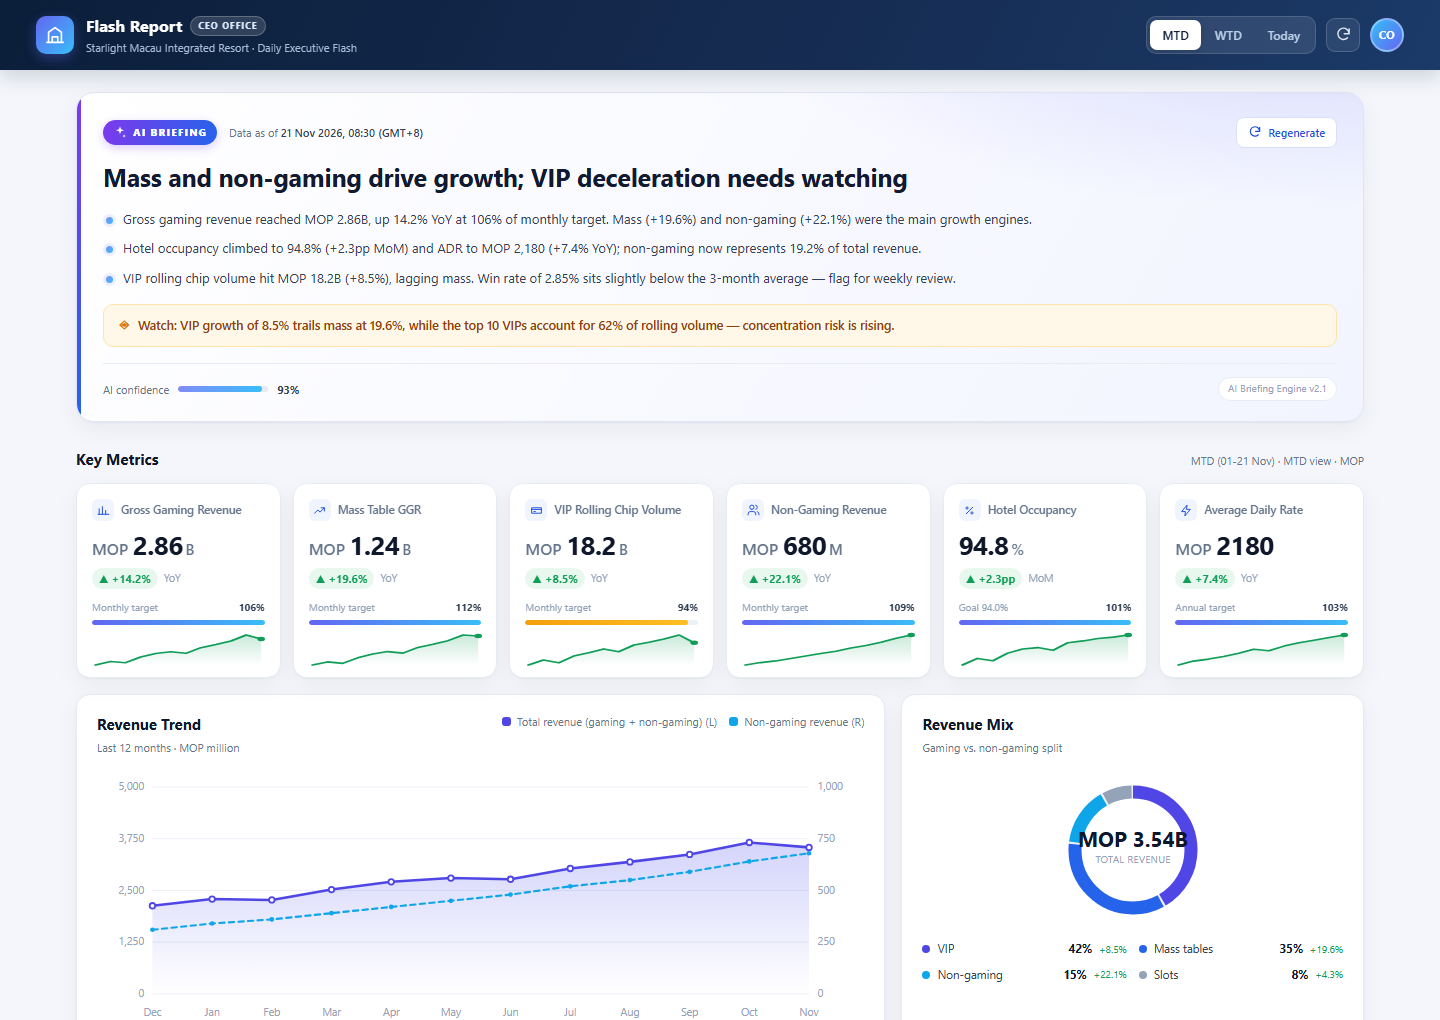 Flash Report CEO OFFICE
Starlight Macau Integrated Resort · Daily Executive Flash
MTD WTD Today CO
AI BRIEFING Data as of 21 Nov 2026, 08:30 (GMT+8) Regenerate
Mass and non-gaming drive growth; VIP deceleration needs watching
Gross gaming revenue reached MOP 2.86B, up 14.2% YoY at 106% of monthly target. Mass (+19.6%) and non-gaming (+22.1%) were the main growth engines.
Hotel occupancy climbed to 94.8% (+2.3pp MoM) and ADR to MOP 2,180 (+7.4% YoY); non-gaming now represents 19.2% of total revenue.
VIP rolling chip volume hit MOP 18.2B (+8.5%), lagging mass. Win rate of 2.85% sits slightly below the 3-month average — flag for weekly review.
Watch: VIP growth of 8.5% trails mass at 19.6%, while the top 10 VIPs account for 62% of rolling volume — concentration risk is rising.
AI confidence 93% AI Briefing Engine v2.1
Key Metrics MTD (01-21 Nov) · MTD view · MOP
Gross Gaming Revenue
MOP 2.86 B
▲ +14.2% YoY
Monthly target 106%
Mass Table GGR
MOP 1.24 B
▲ +19.6% YoY
Monthly target 112%
VIP Rolling Chip Volume
MOP 18.2 B
▲ +8.5% YoY
Monthly target 94%
Non-Gaming Revenue
MOP 680 M
▲ +22.1% YoY
Monthly target 109%
Hotel Occupancy
94.8 %
▲ +2.3pp MoM
Goal 94.0% 101%
Average Daily Rate
MOP 2180
▲ +7.4% YoY
Annual target 103%
Revenue Trend
Last 12 months · MOP million
Total revenue (gaming + non-gaming) (L) Non-gaming revenue (R)
5,000 1,000
3,750 750
2,500 500
1,250 250
0 0
Dec Jan Feb Mar Apr May Jun Jul Aug Sep Oct Nov
Revenue Mix
Gaming vs. non-gaming split
MOP 3.54B
TOTAL REVENUE
VIP 42% +8.5% Mass tables 35% +19.6%
Non-gaming 15% +22.1% Slots 8% +4.3%